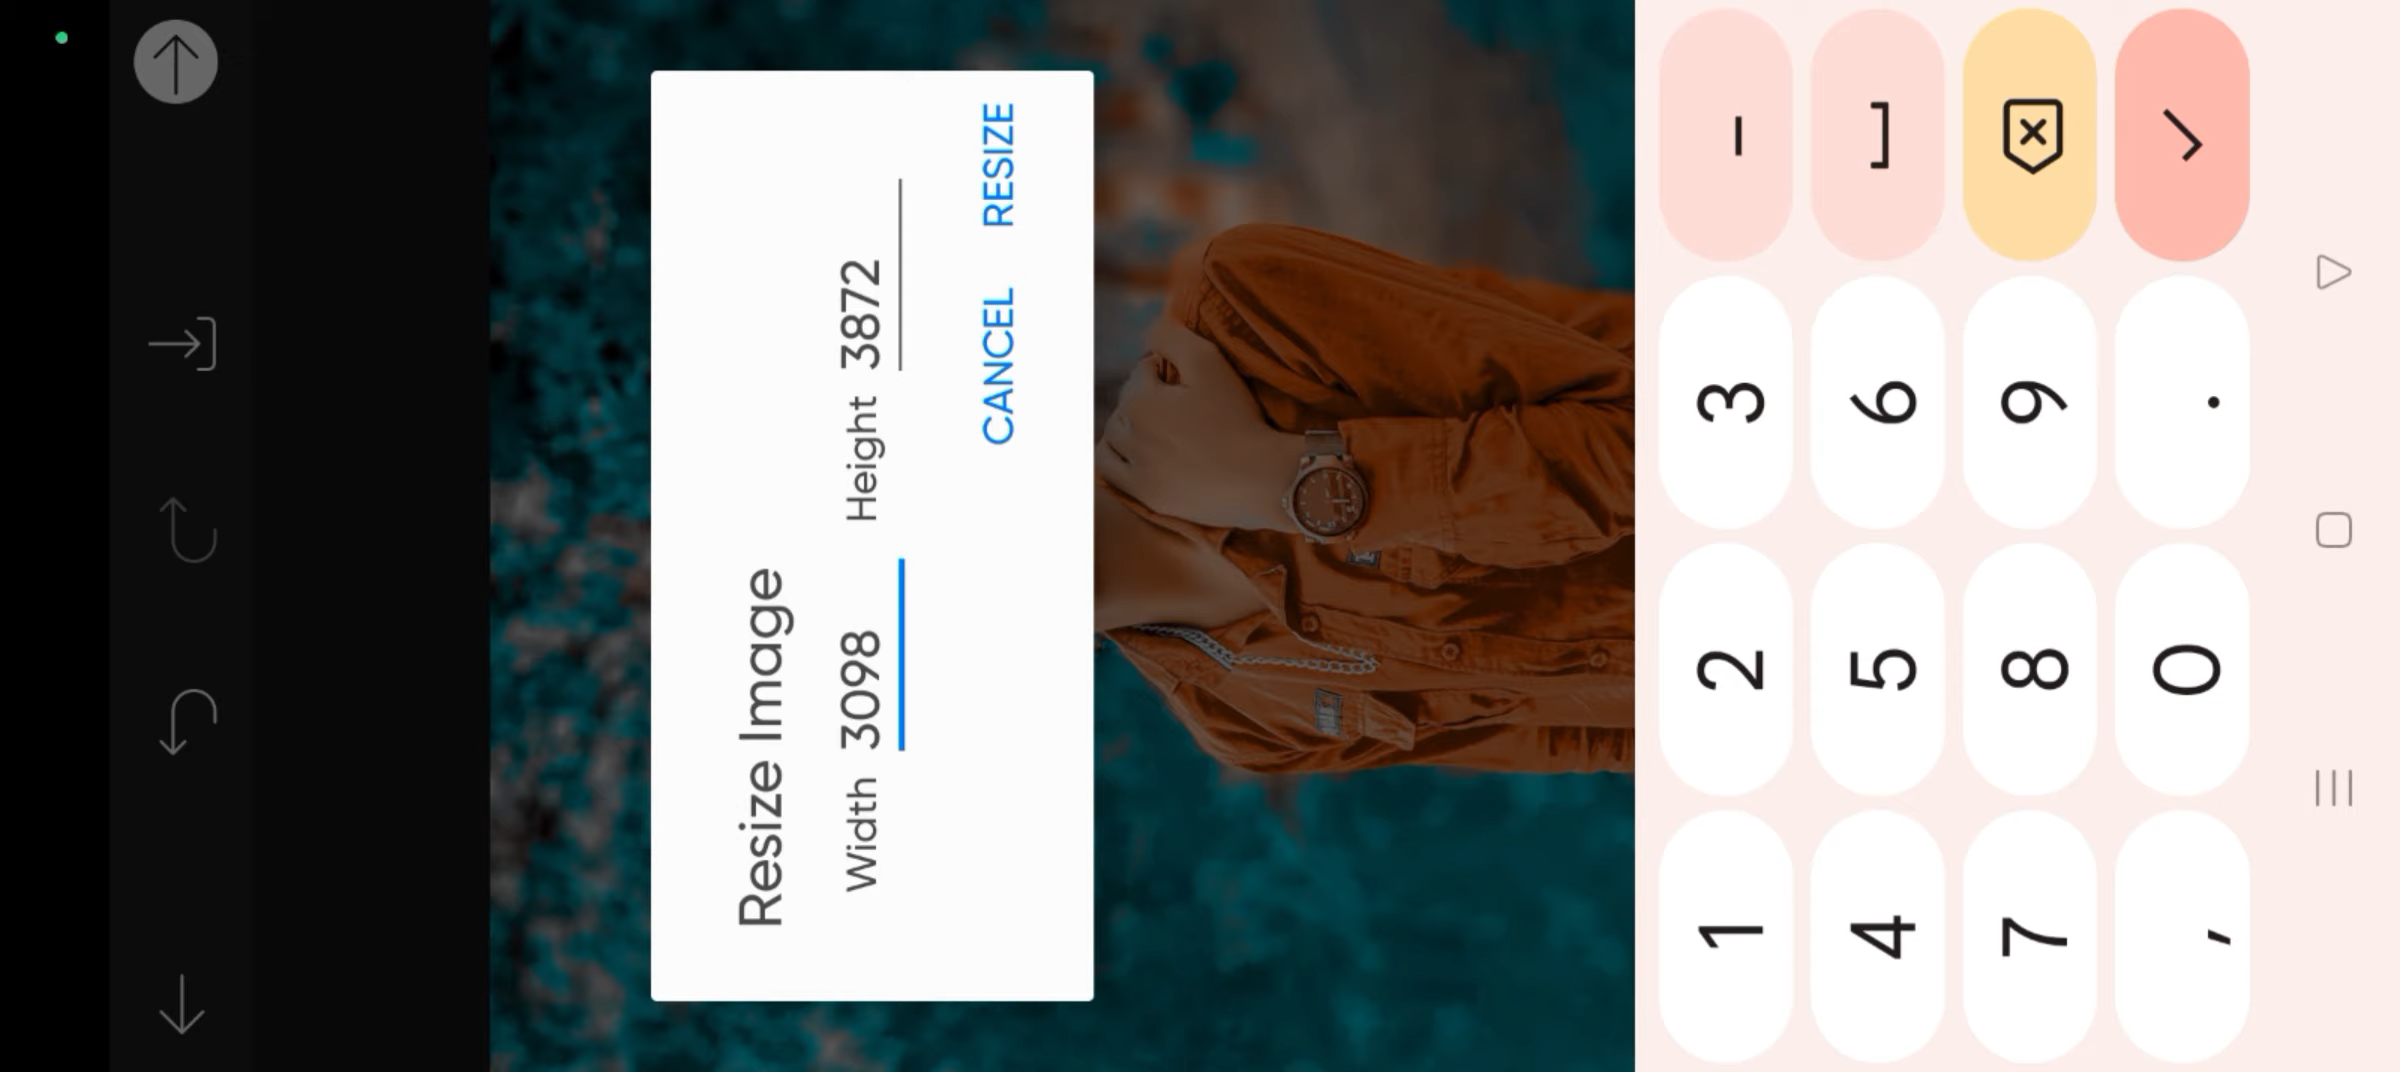 Resize Image
Width 3098 Height 3872
CANCEL RESIZE
1 2 3 -
4 5 6
7 8 9
, 0 .